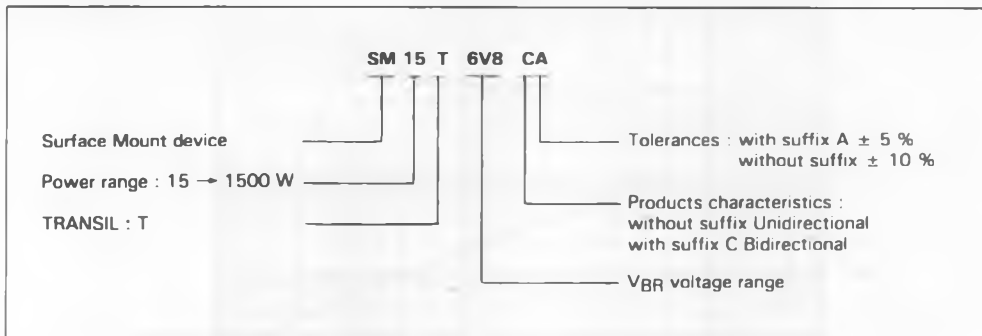 SM 15 T 6V8 CA
Surface Mount device
Power range : 15 → 1500 W
TRANSIL : T
Tolerances : with suffix A ± 5 %
without suffix ± 10 %
Products characteristics :
without suffix Unidirectional
with suffix C Bidirectional
VBR voltage range